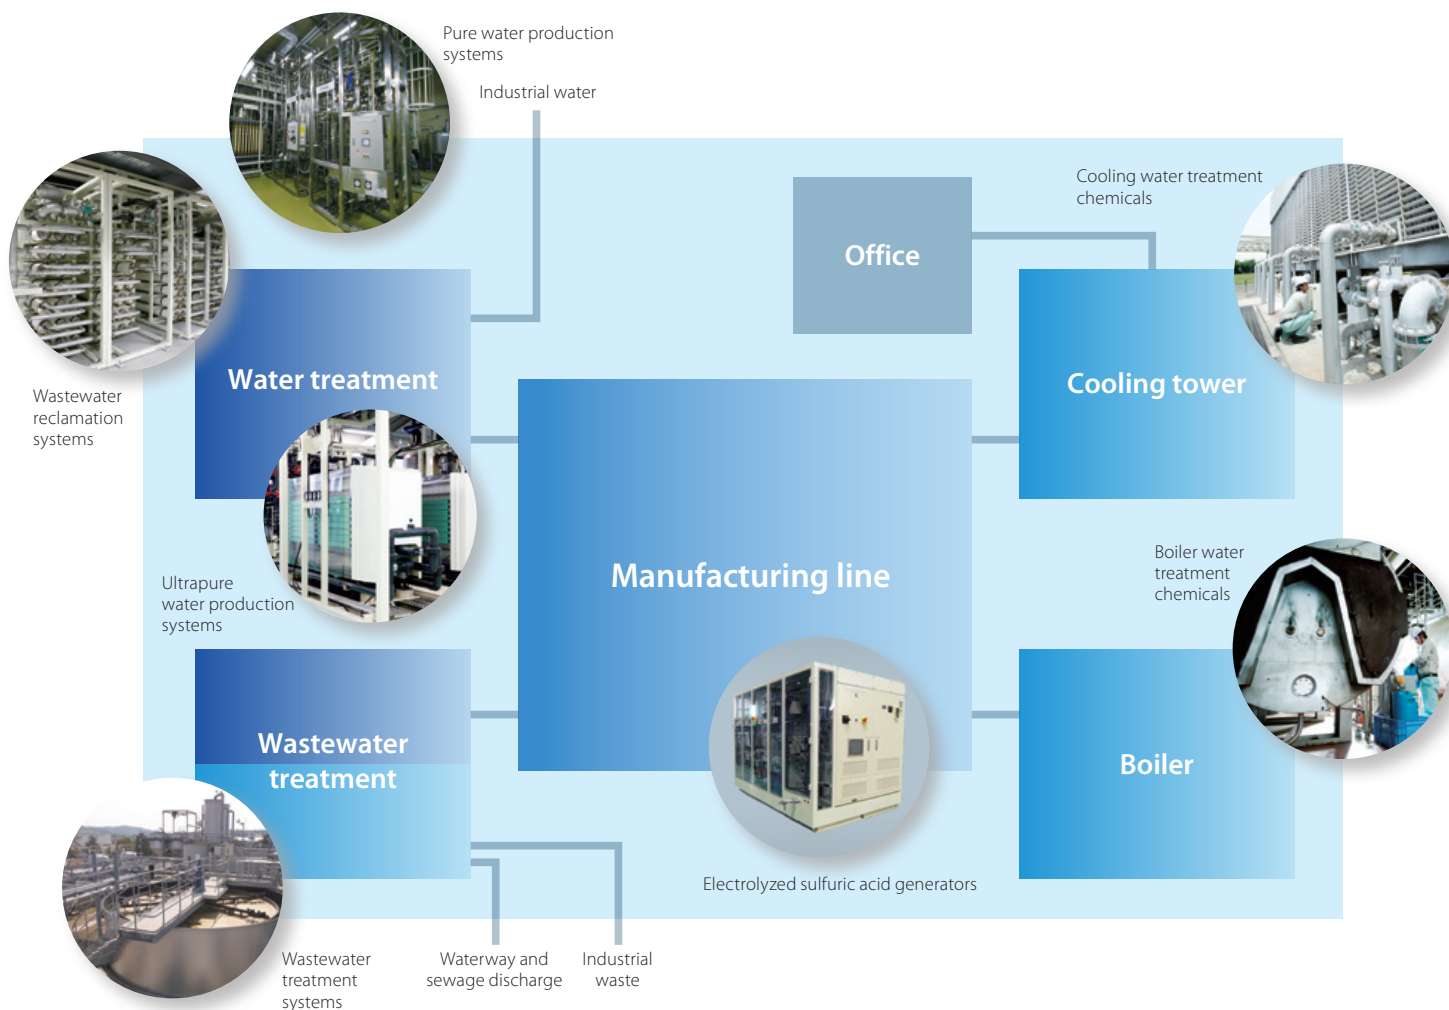 Pure water production
systems
Industrial water
Cooling water treatment
chemicals
Office
Water treatment
Cooling tower
Wastewater
reclamation
systems
Manufacturing line
Boiler water
treatment
chemicals
Ultrapure
water production
systems
Wastewater
treatment
Boiler
Electrolyzed sulfuric acid generators
Wastewater
treatment
systems
Waterway and
sewage discharge
Industrial
waste